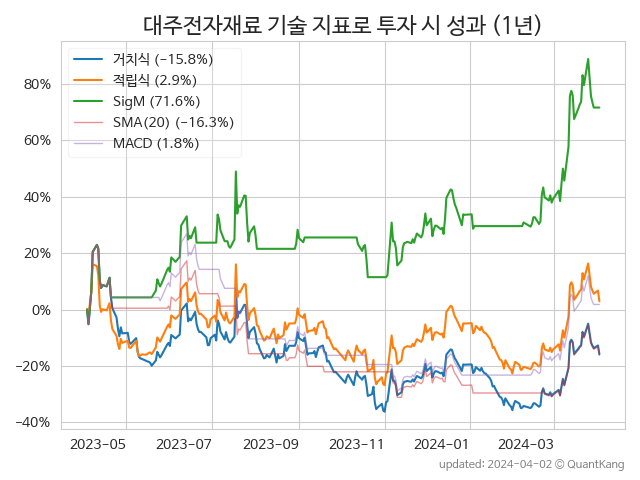 대주전자재료 기술 지표로 투자 시 성과 (1년)
거치식 (-15.8%)
적립식 (2.9%)
SigM (71.6%)
SMA(20) (-16.3%)
MACD (1.8%)
80%
60%
40%
20%
0%
-20%
-40%
2023-05 2023-07 2023-09 2023-11 2024-01 2024-03
updated: 2024-04-02 © QuantKang